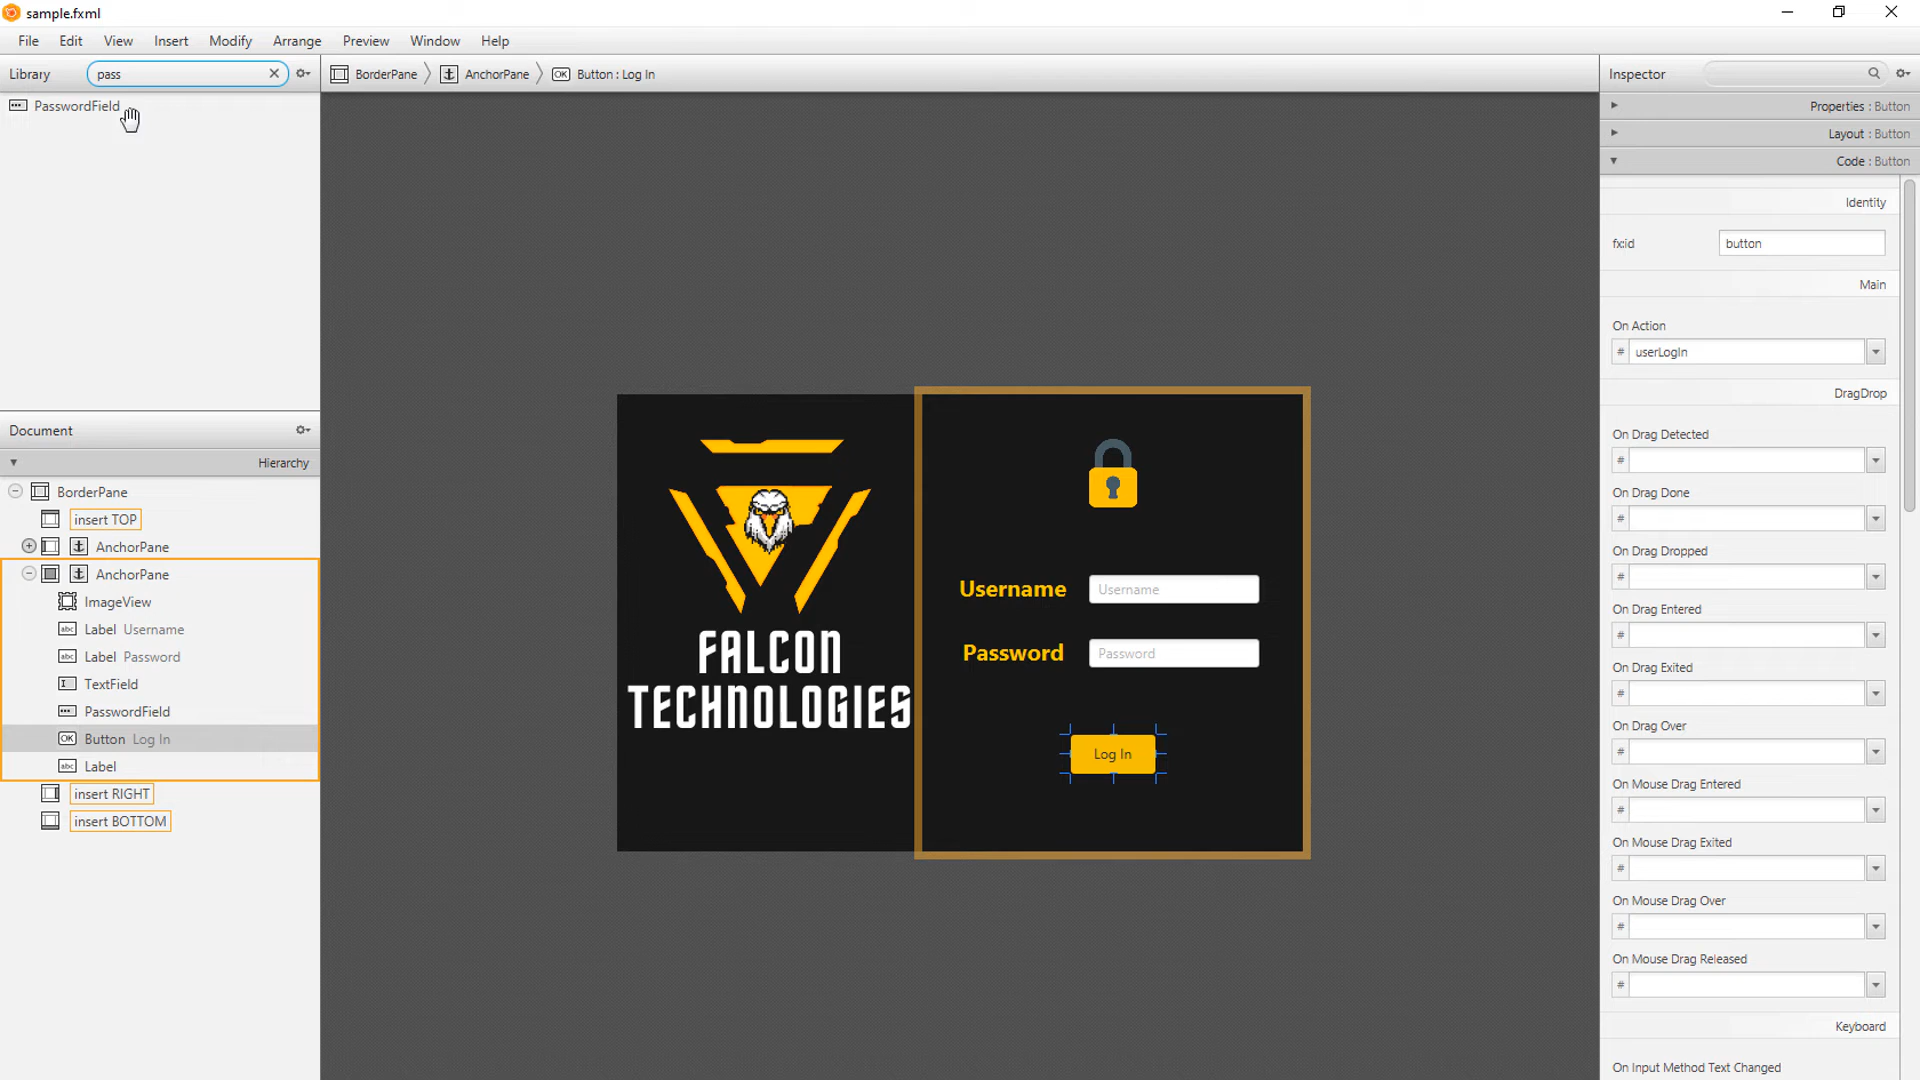 sample.fxml
File Edit View Insert Modify Arrange Preview Window Help
Library pass
PasswordField
BorderPane AnchorPane OK Button : Log In
Document
Hierarchy
BorderPane
insert TOP
AnchorPane
AnchorPane
ImageView
abc Label Username
abc Label Password
TextField
PasswordField
OK Button Log In
abc Label
insert RIGHT
insert BOTTOM
FALCON
TECHNOLOGIES
Username Username
Password Password
Log In
Inspector
Properties : Button
Layout : Button
Code : Button
Identity
fx:id button
Main
On Action
# userLogIn
DragDrop
On Drag Detected
#
On Drag Done
#
On Drag Dropped
#
On Drag Entered
#
On Drag Exited
#
On Drag Over
#
On Mouse Drag Entered
#
On Mouse Drag Exited
#
On Mouse Drag Over
#
On Mouse Drag Released
#
Keyboard
On Input Method Text Changed